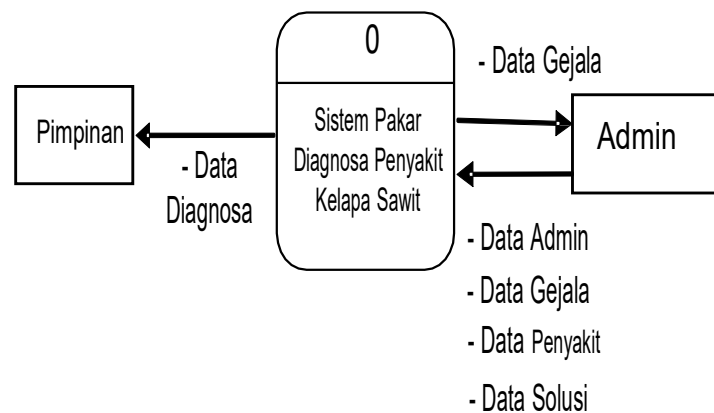 0
Sistem Pakar
Diagnosa Penyakit
Kelapa Sawit
Pimpinan
- Data
Diagnosa
- Data Gejala
Admin
- Data Admin
- Data Gejala
- Data Penyakit
- Data Solusi